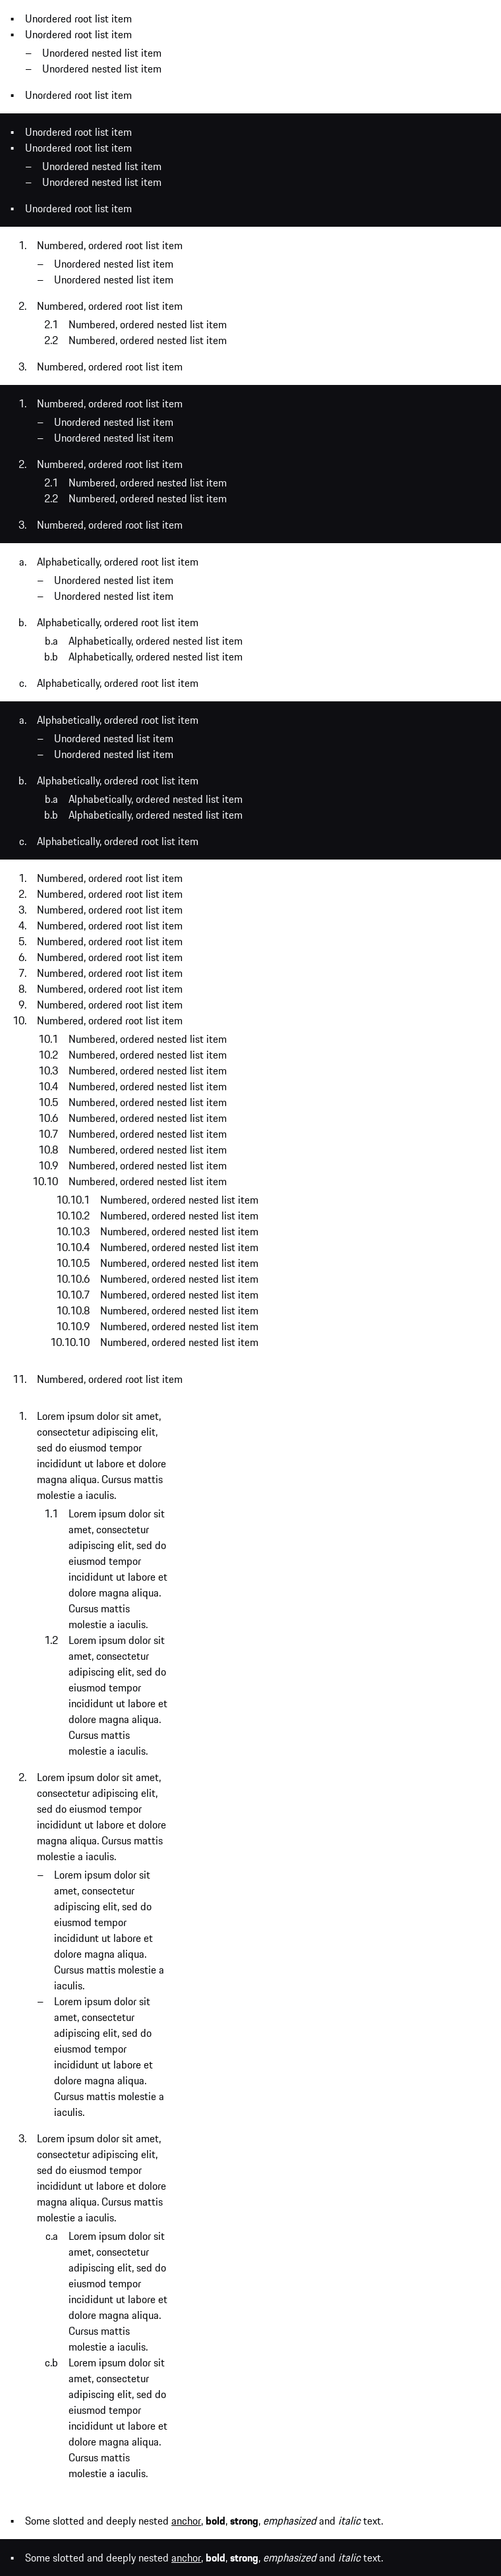 ▪ Unordered root list item
▪ Unordered root list item
– Unordered nested list item
– Unordered nested list item
▪ Unordered root list item
▪ Unordered root list item
▪ Unordered root list item
– Unordered nested list item
– Unordered nested list item
▪ Unordered root list item
1. Numbered, ordered root list item
– Unordered nested list item
– Unordered nested list item
2. Numbered, ordered root list item
2.1 Numbered, ordered nested list item
2.2 Numbered, ordered nested list item
3. Numbered, ordered root list item
1. Numbered, ordered root list item
– Unordered nested list item
– Unordered nested list item
2. Numbered, ordered root list item
2.1 Numbered, ordered nested list item
2.2 Numbered, ordered nested list item
3. Numbered, ordered root list item
a. Alphabetically, ordered root list item
– Unordered nested list item
– Unordered nested list item
b. Alphabetically, ordered root list item
b.a Alphabetically, ordered nested list item
b.b Alphabetically, ordered nested list item
c. Alphabetically, ordered root list item
a. Alphabetically, ordered root list item
– Unordered nested list item
– Unordered nested list item
b. Alphabetically, ordered root list item
b.a Alphabetically, ordered nested list item
b.b Alphabetically, ordered nested list item
c. Alphabetically, ordered root list item
1. Numbered, ordered root list item
2. Numbered, ordered root list item
3. Numbered, ordered root list item
4. Numbered, ordered root list item
5. Numbered, ordered root list item
6. Numbered, ordered root list item
7. Numbered, ordered root list item
8. Numbered, ordered root list item
9. Numbered, ordered root list item
10. Numbered, ordered root list item
10.1 Numbered, ordered nested list item
10.2 Numbered, ordered nested list item
10.3 Numbered, ordered nested list item
10.4 Numbered, ordered nested list item
10.5 Numbered, ordered nested list item
10.6 Numbered, ordered nested list item
10.7 Numbered, ordered nested list item
10.8 Numbered, ordered nested list item
10.9 Numbered, ordered nested list item
10.10 Numbered, ordered nested list item
10.10.1 Numbered, ordered nested list item
10.10.2 Numbered, ordered nested list item
10.10.3 Numbered, ordered nested list item
10.10.4 Numbered, ordered nested list item
10.10.5 Numbered, ordered nested list item
10.10.6 Numbered, ordered nested list item
10.10.7 Numbered, ordered nested list item
10.10.8 Numbered, ordered nested list item
10.10.9 Numbered, ordered nested list item
10.10.10 Numbered, ordered nested list item
11. Numbered, ordered root list item
1. Lorem ipsum dolor sit amet,
consectetur adipiscing elit,
sed do eiusmod tempor
incididunt ut labore et dolore
magna aliqua. Cursus mattis
molestie a iaculis.
1.1 Lorem ipsum dolor sit
amet, consectetur
adipiscing elit, sed do
eiusmod tempor
incididunt ut labore et
dolore magna aliqua.
Cursus mattis
molestie a iaculis.
1.2 Lorem ipsum dolor sit
amet, consectetur
adipiscing elit, sed do
eiusmod tempor
incididunt ut labore et
dolore magna aliqua.
Cursus mattis
molestie a iaculis.
2. Lorem ipsum dolor sit amet,
consectetur adipiscing elit,
sed do eiusmod tempor
incididunt ut labore et dolore
magna aliqua. Cursus mattis
molestie a iaculis.
– Lorem ipsum dolor sit
amet, consectetur
adipiscing elit, sed do
eiusmod tempor
incididunt ut labore et
dolore magna aliqua.
Cursus mattis molestie a
iaculis.
– Lorem ipsum dolor sit
amet, consectetur
adipiscing elit, sed do
eiusmod tempor
incididunt ut labore et
dolore magna aliqua.
Cursus mattis molestie a
iaculis.
3. Lorem ipsum dolor sit amet,
consectetur adipiscing elit,
sed do eiusmod tempor
incididunt ut labore et dolore
magna aliqua. Cursus mattis
molestie a iaculis.
c.a Lorem ipsum dolor sit
amet, consectetur
adipiscing elit, sed do
eiusmod tempor
incididunt ut labore et
dolore magna aliqua.
Cursus mattis
molestie a iaculis.
c.b Lorem ipsum dolor sit
amet, consectetur
adipiscing elit, sed do
eiusmod tempor
incididunt ut labore et
dolore magna aliqua.
Cursus mattis
molestie a iaculis.
▪ Some slotted and deeply nested anchor, bold, strong, emphasized and italic text.
▪ Some slotted and deeply nested anchor, bold, strong, emphasized and italic text.